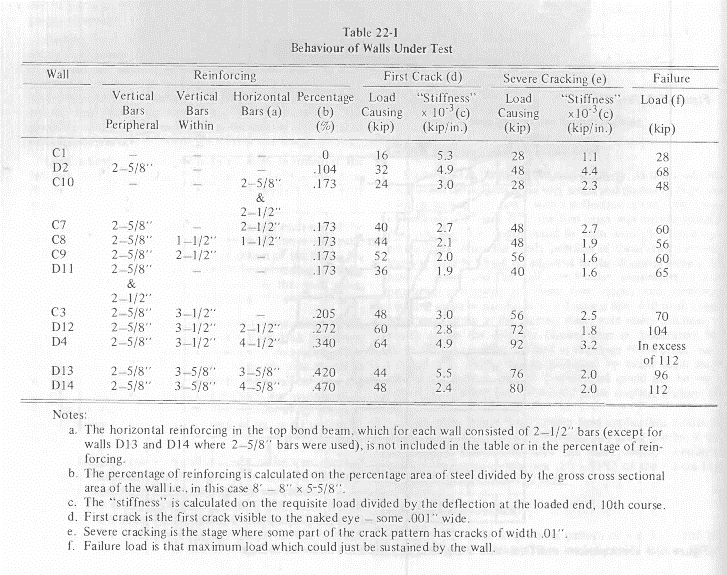 Table 22-1
Behaviour of Walls Under Test
Wall Reinforcing First Crack (d) Severe Cracking (e) Failure
Vertical Vertical Horizontal Percentage Load "Stiffness" Load "Stiffness" Load (f)
Bars Bars Bars (a) (b) Causing x 10⁻³(c) Causing x10⁻³(c)
Peripheral Within (%) (kip) (kip/in.) (kip) (kip/in.) (kip)
C1 – – – 0 16 5.3 28 1.1 28
D2 2–5/8" – – .104 32 4.9 48 4.4 68
C10 – – 2–5/8" .173 24 3.0 28 2.3 48
&
2–1/2"
C7 2–5/8" – 2–1/2" .173 40 2.7 48 2.7 60
C8 2–5/8" 1–1/2" 1–1/2" .173 44 2.1 48 1.9 56
C9 2–5/8" 2–1/2" – .173 52 2.0 56 1.6 60
D11 2–5/8" – – .173 36 1.9 40 1.6 65
&
2–1/2"
C3 2–5/8" 3–1/2" – .205 48 3.0 56 2.5 70
D12 2–5/8" 3–1/2" 2–1/2" .272 60 2.8 72 1.8 104
D4 2–5/8" 3–1/2" 4–1/2" .340 64 4.9 92 3.2 In excess
of 112
D13 2–5/8" 3–5/8" 3–5/8" .420 44 5.5 76 2.0 96
D14 2–5/8" 3–5/8" 4–5/8" .470 48 2.4 80 2.0 112
Notes:
a. The horizontal reinforcing in the top bond beam, which for each wall consisted of 2–1/2" bars (except for
walls D13 and D14 where 2–5/8" bars were used), is not included in the table or in the percentage of rein-
forcing.
b. The percentage of reinforcing is calculated on the percentage area of steel divided by the gross cross sectional
area of the wall i.e., in this case 8' – 8" x 5-5/8".
c. The "stiffness" is calculated on the requisite load divided by the deflection at the loaded end, 10th course.
d. First crack is the first crack visible to the naked eye – some .001" wide.
e. Severe cracking is the stage where some part of the crack pattern has cracks of width .01".
f. Failure load is that maximum load which could just be sustained by the wall.